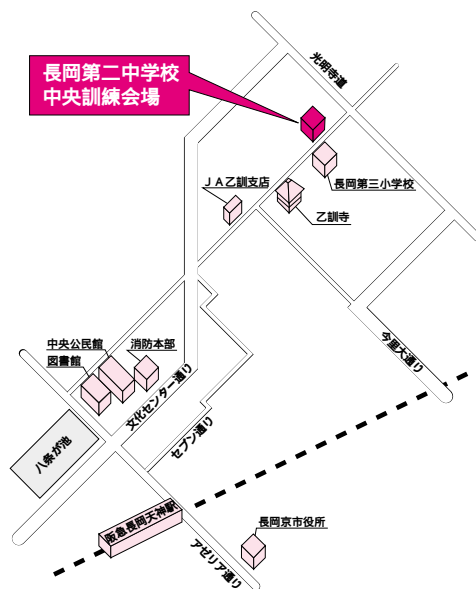 長岡第二中学校
中央訓練会場
光明寺道
JA乙訓支店
長岡第三小学校
乙訓寺
今里大通り
中央公民館
図書館
消防本部
文化センター通り
セブン通り
八条が池
阪急長岡天神駅
アゼリア通り
長岡京市役所